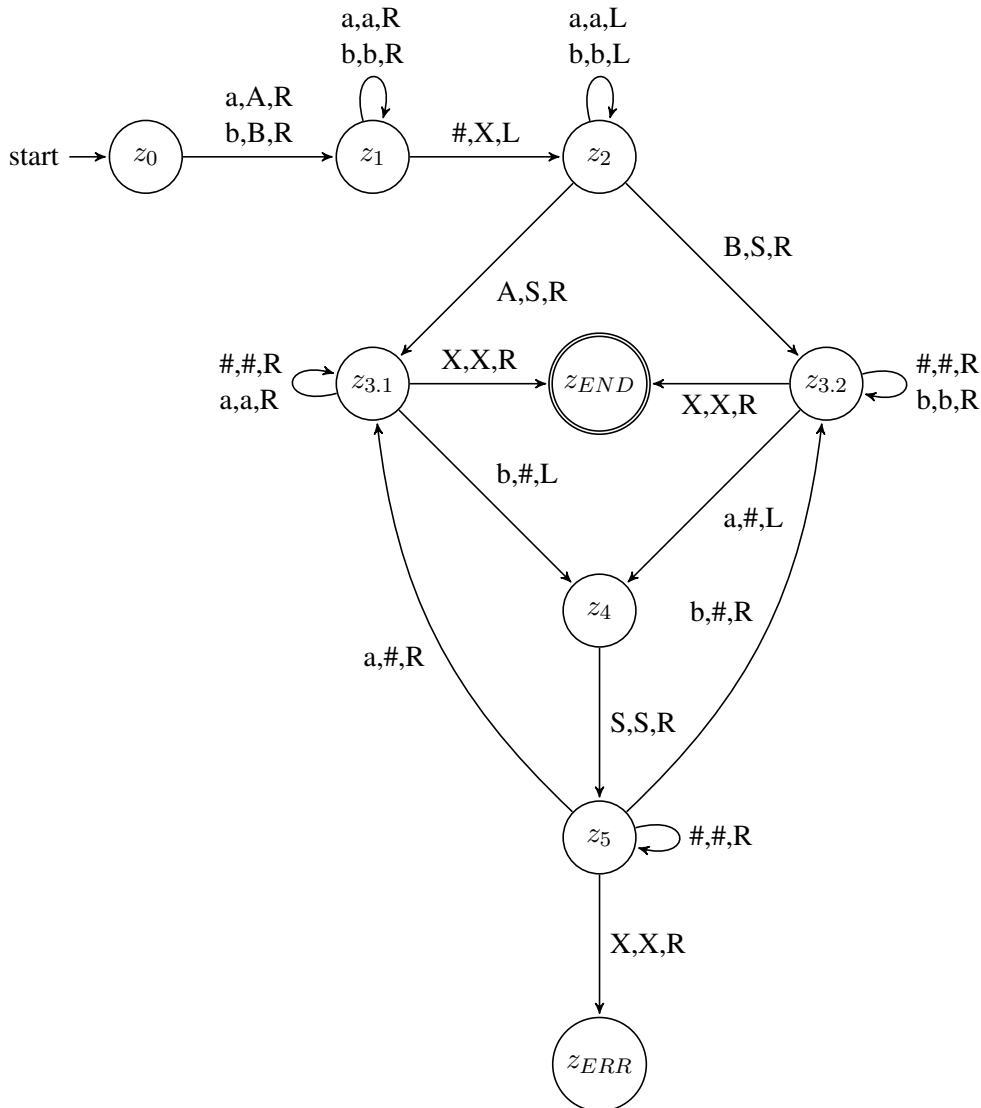 a,a,R
b,b,R
a,a,L
b,b,L
a,A,R
b,B,R
#,X,L
start
z0
z1
z2
B,S,R
A,S,R
#,#,R
a,a,R
z3.1
X,X,R
zEND
X,X,R
z3.2
#,#,R
b,b,R
b,#,L
a,#,L
z4
b,#,R
a,#,R
S,S,R
z5
#,#,R
X,X,R
zERR